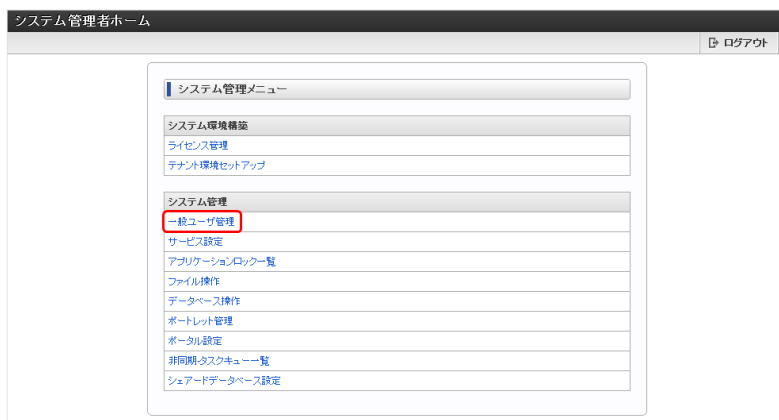 システム管理者ホーム
ログアウト
システム管理メニュー
システム環境構築
ライセンス管理
テナント環境セットアップ
システム管理
一般ユーザ管理
サービス設定
アプリケーションロック一覧
ファイル操作
データベース操作
ポートレット管理
ポータル設定
非同期タスクキュー一覧
シェアードデータベース設定